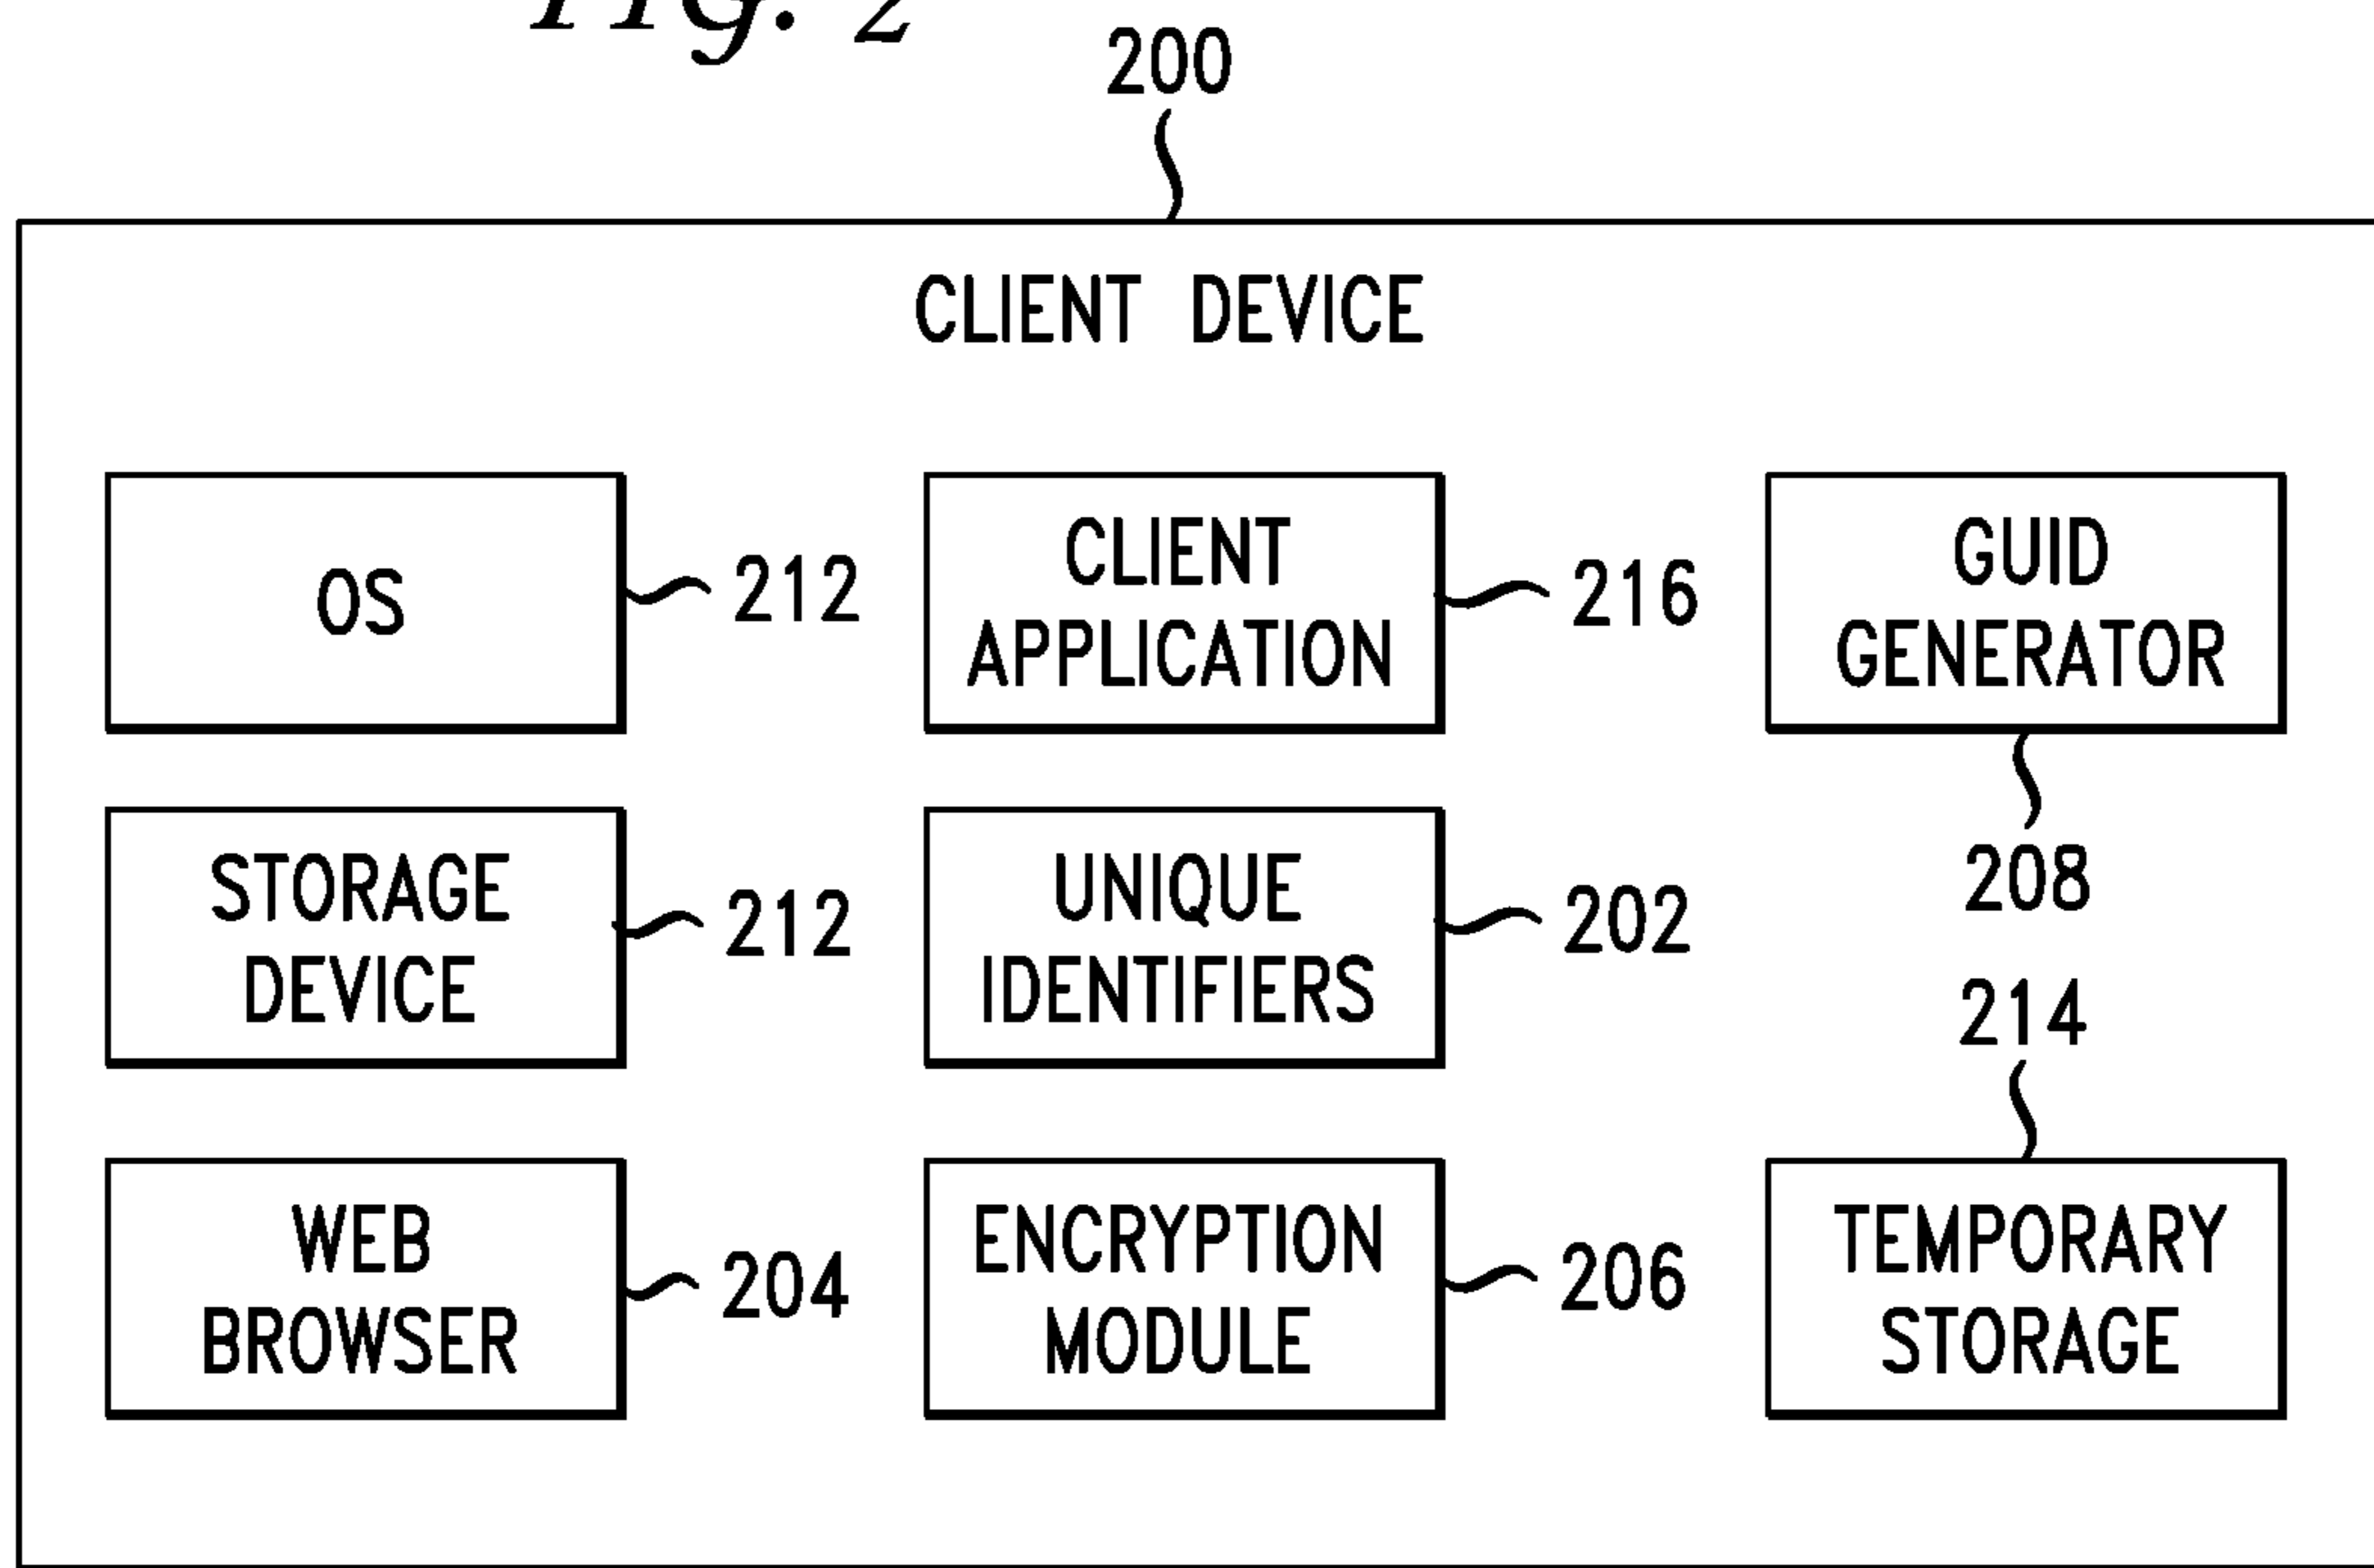 FIG. 2
200
CLIENT DEVICE
OS
212
CLIENT
APPLICATION
216
GUID
GENERATOR
208
STORAGE
DEVICE
212
UNIQUE
IDENTIFIERS
202
214
WEB
BROWSER
204
ENCRYPTION
MODULE
206
TEMPORARY
STORAGE